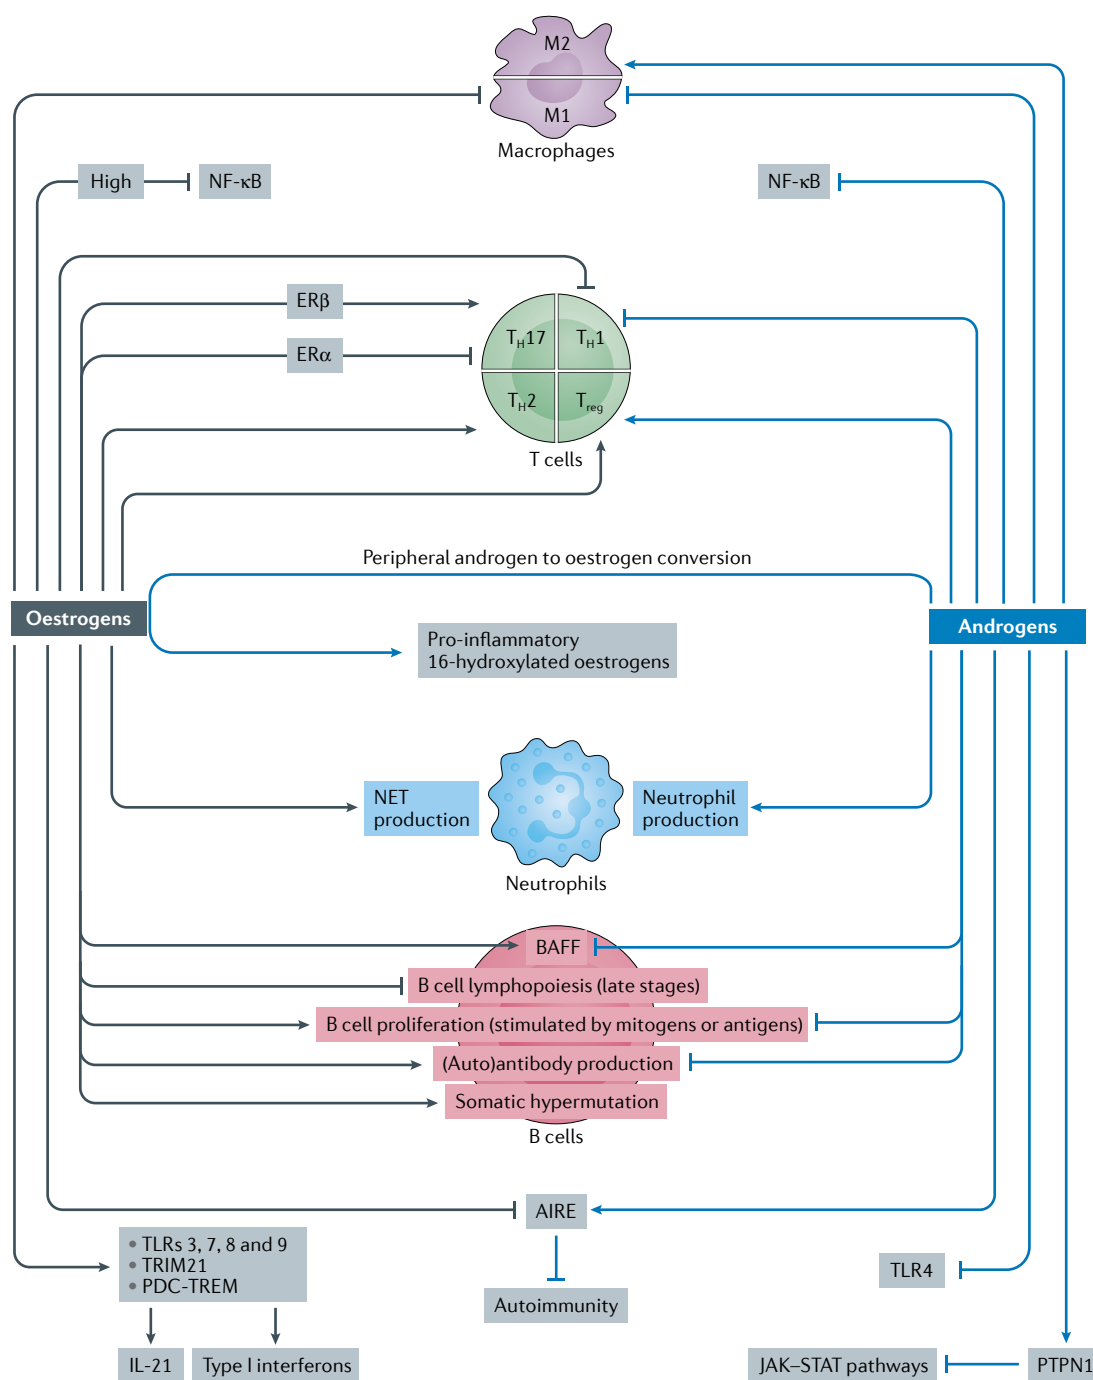 M2
M1
Macrophages
High
NF-κB
NF-κB
ERβ
ERα
TH17
TH1
TH2
Treg
T cells
Peripheral androgen to oestrogen conversion
Oestrogens
Androgens
Pro-inflammatory
16-hydroxylated oestrogens
NET
production
Neutrophil
production
Neutrophils
BAFF
B cell lymphopoiesis (late stages)
B cell proliferation (stimulated by mitogens or antigens)
(Auto)antibody production
Somatic hypermutation
B cells
AIRE
• TLRs 3, 7, 8 and 9
• TRIM21
• PDC-TREM
TLR4
Autoimmunity
IL-21
Type I interferons
JAK–STAT pathways
PTPN1